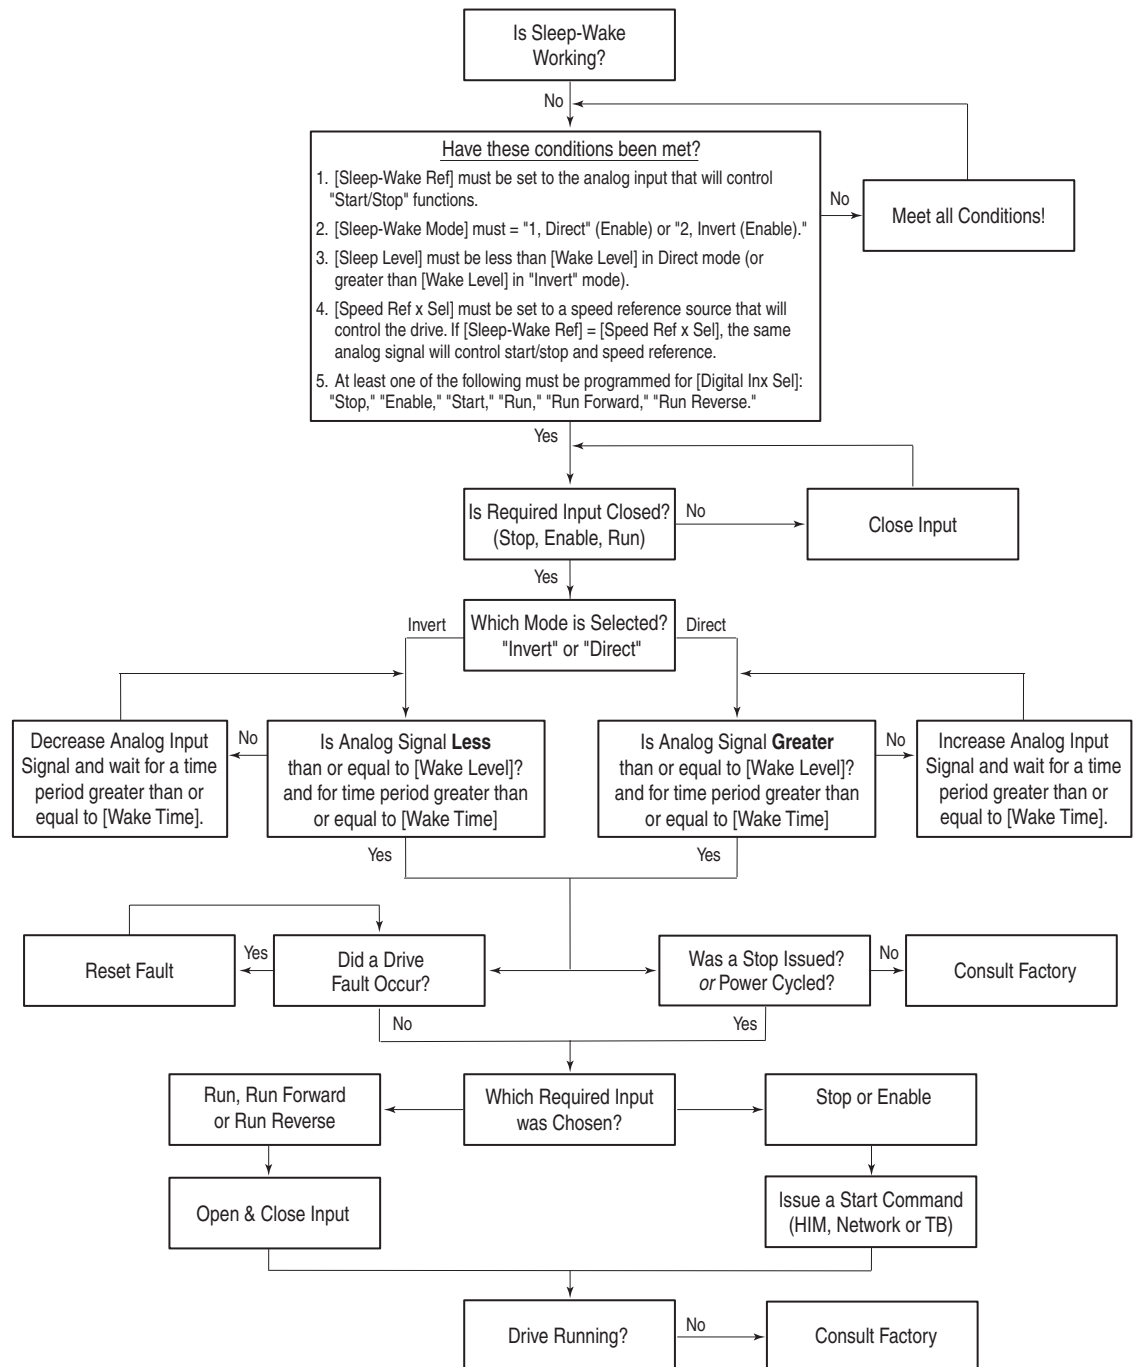 Is Sleep-Wake
Working?
No
Have these conditions been met?
1. [Sleep-Wake Ref] must be set to the analog input that will control
"Start/Stop" functions.
2. [Sleep-Wake Mode] must = "1, Direct" (Enable) or "2, Invert (Enable)."
3. [Sleep Level] must be less than [Wake Level] in Direct mode (or
greater than [Wake Level] in "Invert" mode).
4. [Speed Ref x Sel] must be set to a speed reference source that will
control the drive. If [Sleep-Wake Ref] = [Speed Ref x Sel], the same
analog signal will control start/stop and speed reference.
5. At least one of the following must be programmed for [Digital Inx Sel]:
"Stop," "Enable," "Start," "Run," "Run Forward," "Run Reverse."
No
Meet all Conditions!
Yes
Is Required Input Closed?
(Stop, Enable, Run)
No
Close Input
Yes
Which Mode is Selected?
"Invert" or "Direct"
Invert
Direct
Decrease Analog Input
Signal and wait for a time
period greater than or
equal to [Wake Time].
No
Is Analog Signal Less
than or equal to [Wake Level]?
and for time period greater than
or equal to [Wake Time]
Is Analog Signal Greater
than or equal to [Wake Level]?
and for time period greater than
or equal to [Wake Time]
No
Increase Analog Input
Signal and wait for a time
period greater than or
equal to [Wake Time].
Yes
Yes
Reset Fault
Yes
Did a Drive
Fault Occur?
Was a Stop Issued?
or Power Cycled?
No
Consult Factory
No
Yes
Run, Run Forward
or Run Reverse
Which Required Input
was Chosen?
Stop or Enable
Open & Close Input
Issue a Start Command
(HIM, Network or TB)
Drive Running?
No
Consult Factory